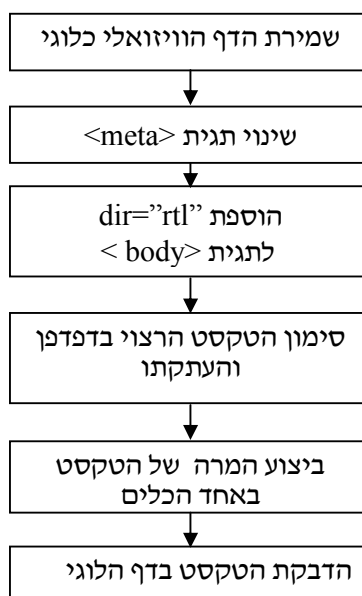 שמירת הדף הוויזואלי כלוגי
שינוי תגית <meta>
הוספת dir=”rtl”
לתגית <body >
סימון הטקסט הרצוי בדפדפן
והעתקתו
ביצוע המרה של הטקסט
באחד הכלים
הדבקת הטקסט בדף הלוגי